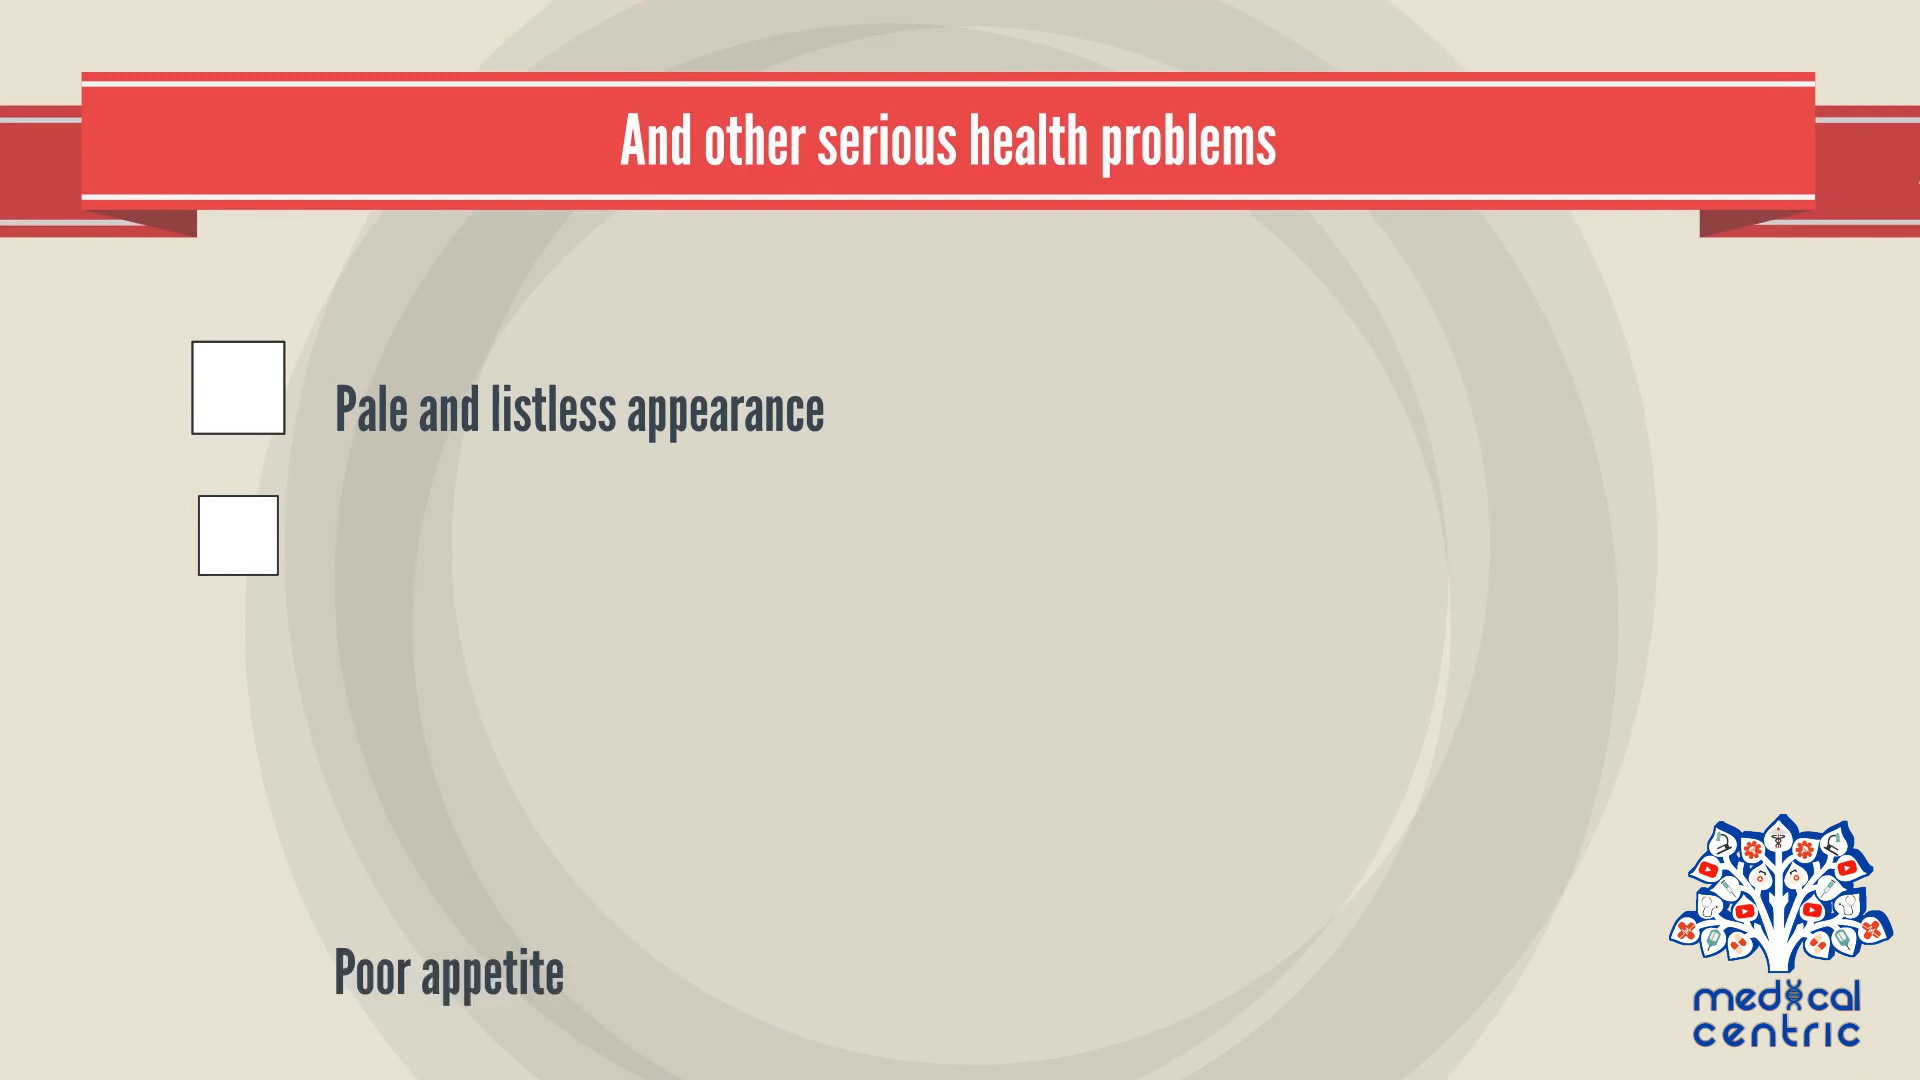 And other serious health problems
Pale and listless appearance
Poor appetite
medical
centric